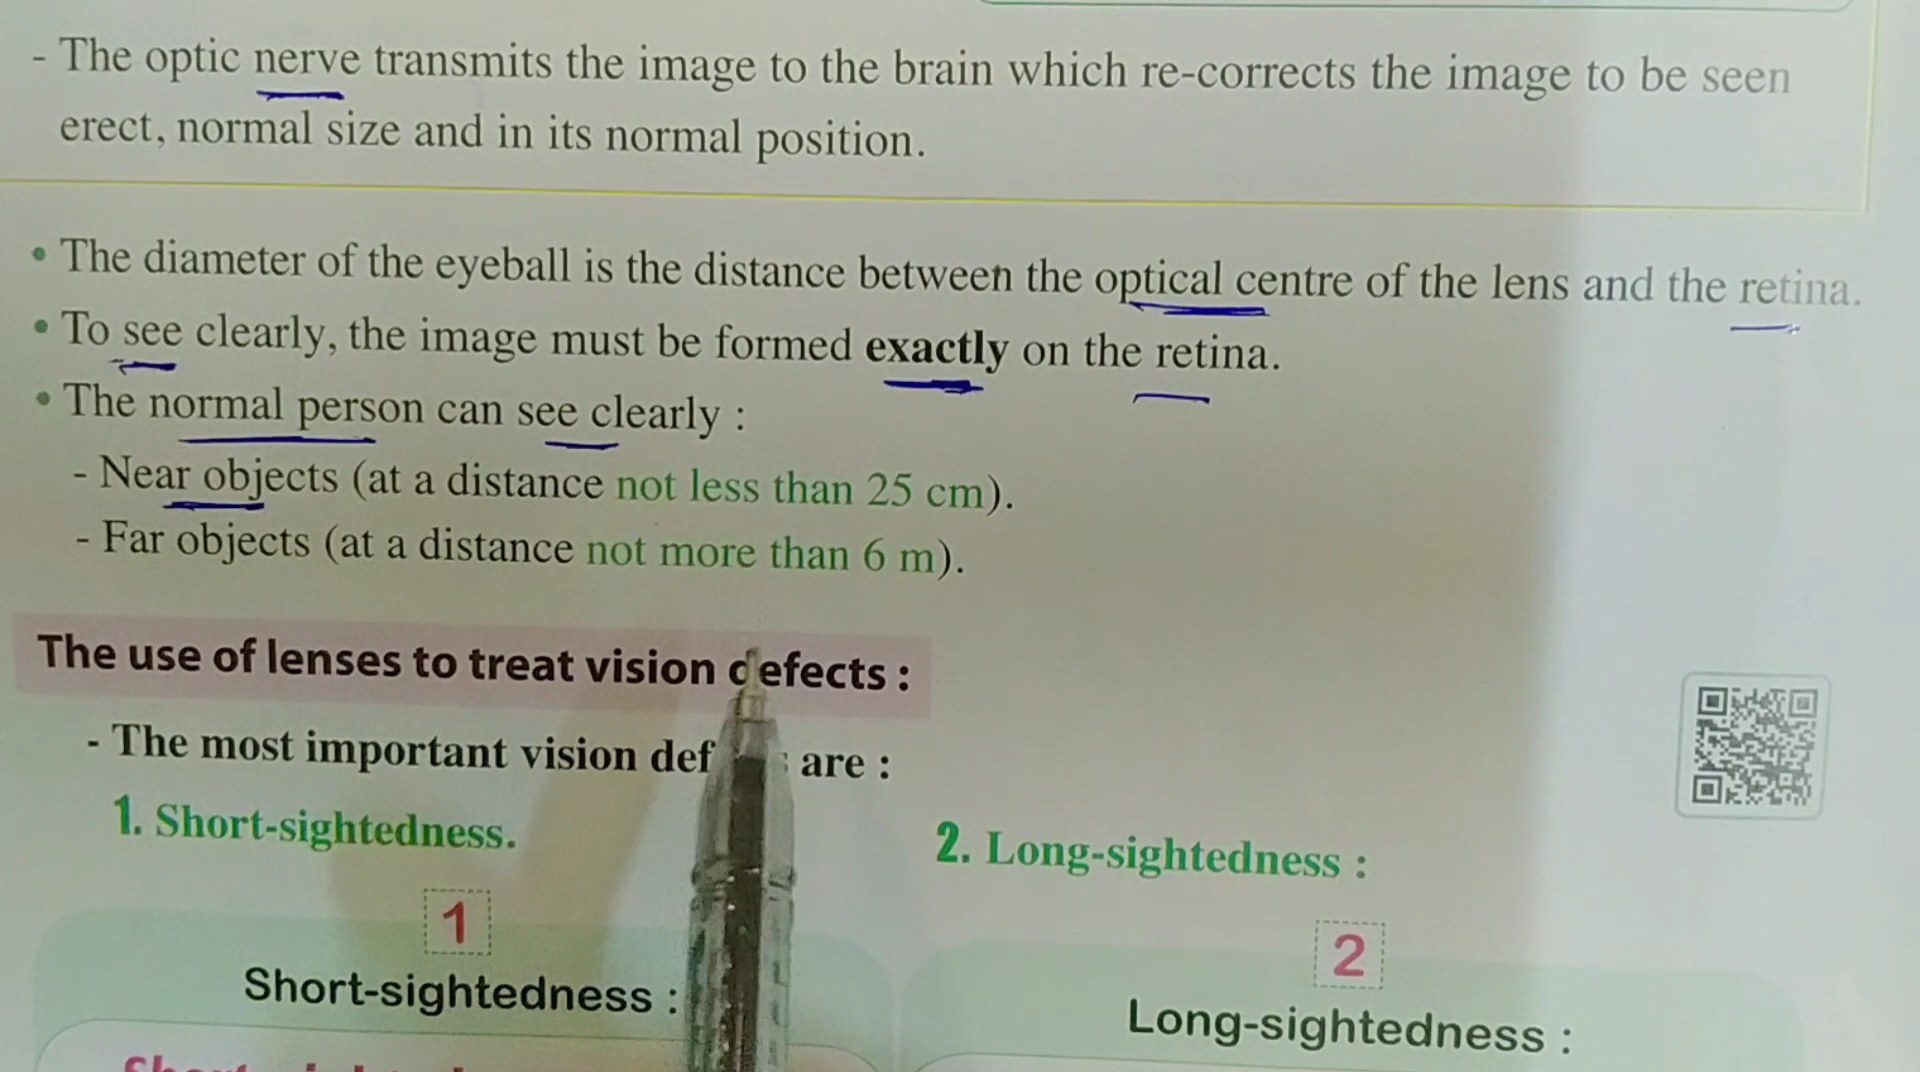 - The optic nerve transmits the image to the brain which re-corrects the image to be seen
erect, normal size and in its normal position.
• The diameter of the eyeball is the distance between the optical centre of the lens and the retina.
• To see clearly, the image must be formed exactly on the retina.
• The normal person can see clearly :
- Near objects (at a distance not less than 25 cm).
- Far objects (at a distance not more than 6 m).
The use of lenses to treat vision defects :
- The most important vision def are :
1. Short-sightedness.
2. Long-sightedness :
1
Short-sightedness :
2
Long-sightedness :